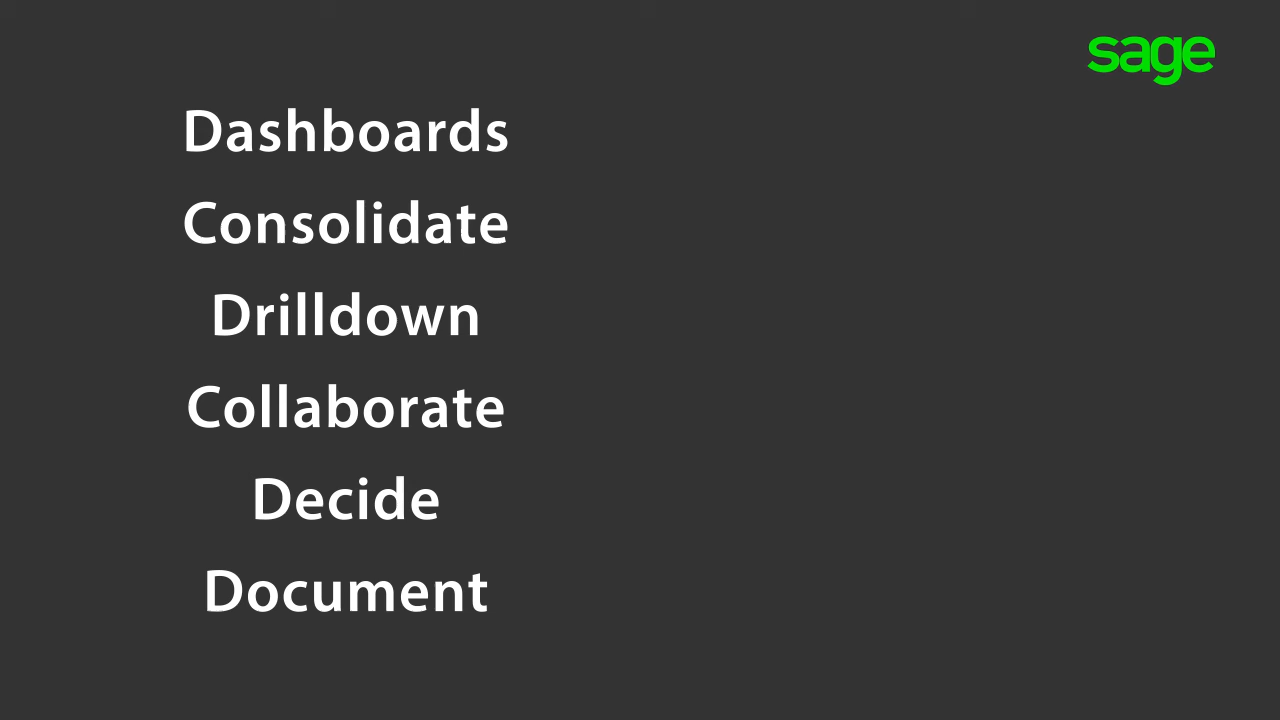 sage
Dashboards
Consolidate
Drilldown
Collaborate
Decide
Document